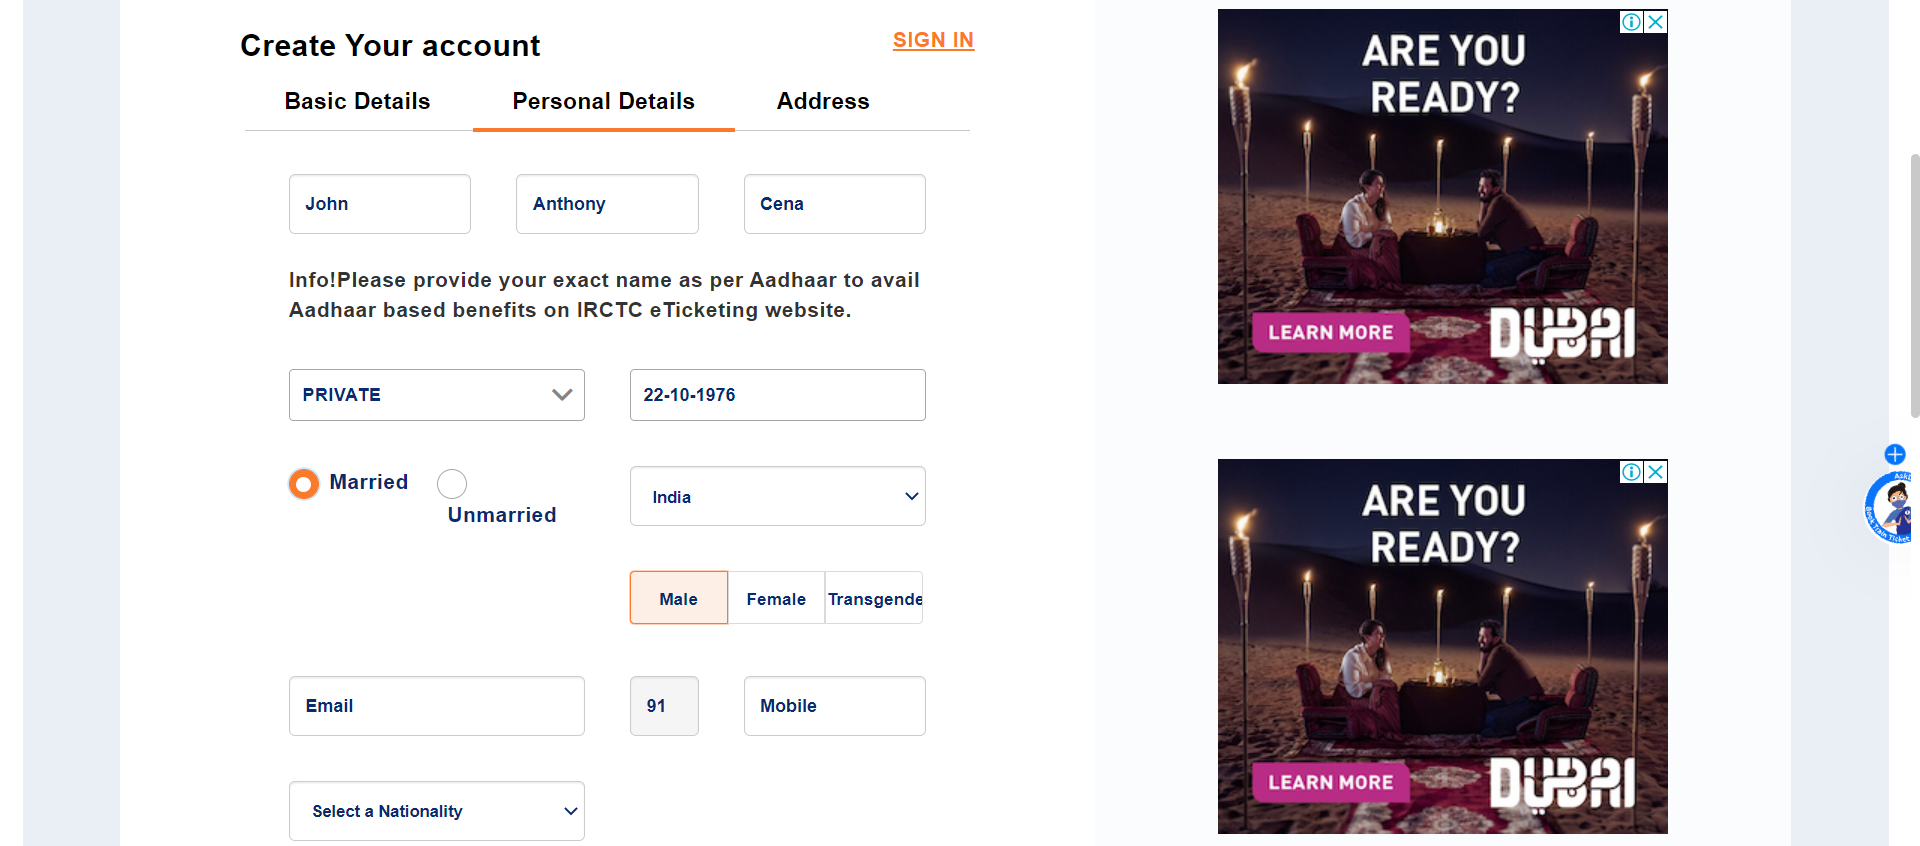 Create Your account
SIGN IN
Basic Details
Personal Details
Address
John
Anthony
Cena
Info!Please provide your exact name as per Aadhaar to avail
Aadhaar based benefits on IRCTC eTicketing website.
PRIVATE
22-10-1976
Married
Unmarried
India
Male
Female
Transgende
Email
91
Mobile
Select a Nationality
ARE YOU
READY?
LEARN MORE
DUBAI
ARE YOU
READY?
LEARN MORE
DUBAI
Book Train Ticket